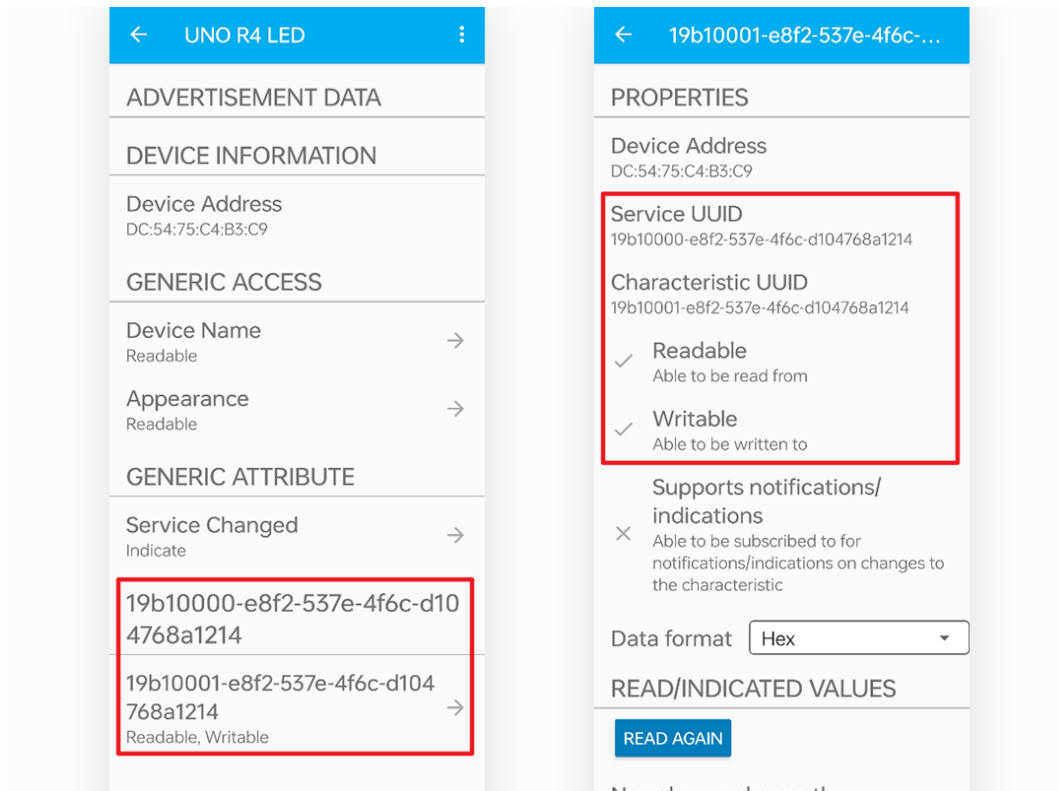 UNO R4 LED
ADVERTISEMENT DATA
DEVICE INFORMATION
Device Address
DC:54:75:C4:B3:C9
GENERIC ACCESS
Device Name
Readable
Appearance
Readable
GENERIC ATTRIBUTE
Service Changed
Indicate
19b10000-e8f2-537e-4f6c-d10
4768a1214
19b10001-e8f2-537e-4f6c-d104
768a1214
Readable, Writable
19b10001-e8f2-537e-4f6c-...
PROPERTIES
Device Address
DC:54:75:C4:B3:C9
Service UUID
19b10000-e8f2-537e-4f6c-d104768a1214
Characteristic UUID
19b10001-e8f2-537e-4f6c-d104768a1214
Readable
Able to be read from
Writable
Able to be written to
Supports notifications/
indications
Able to be subscribed to for
notifications/indications on changes to
the characteristic
Data format Hex
READ/INDICATED VALUES
READ AGAIN